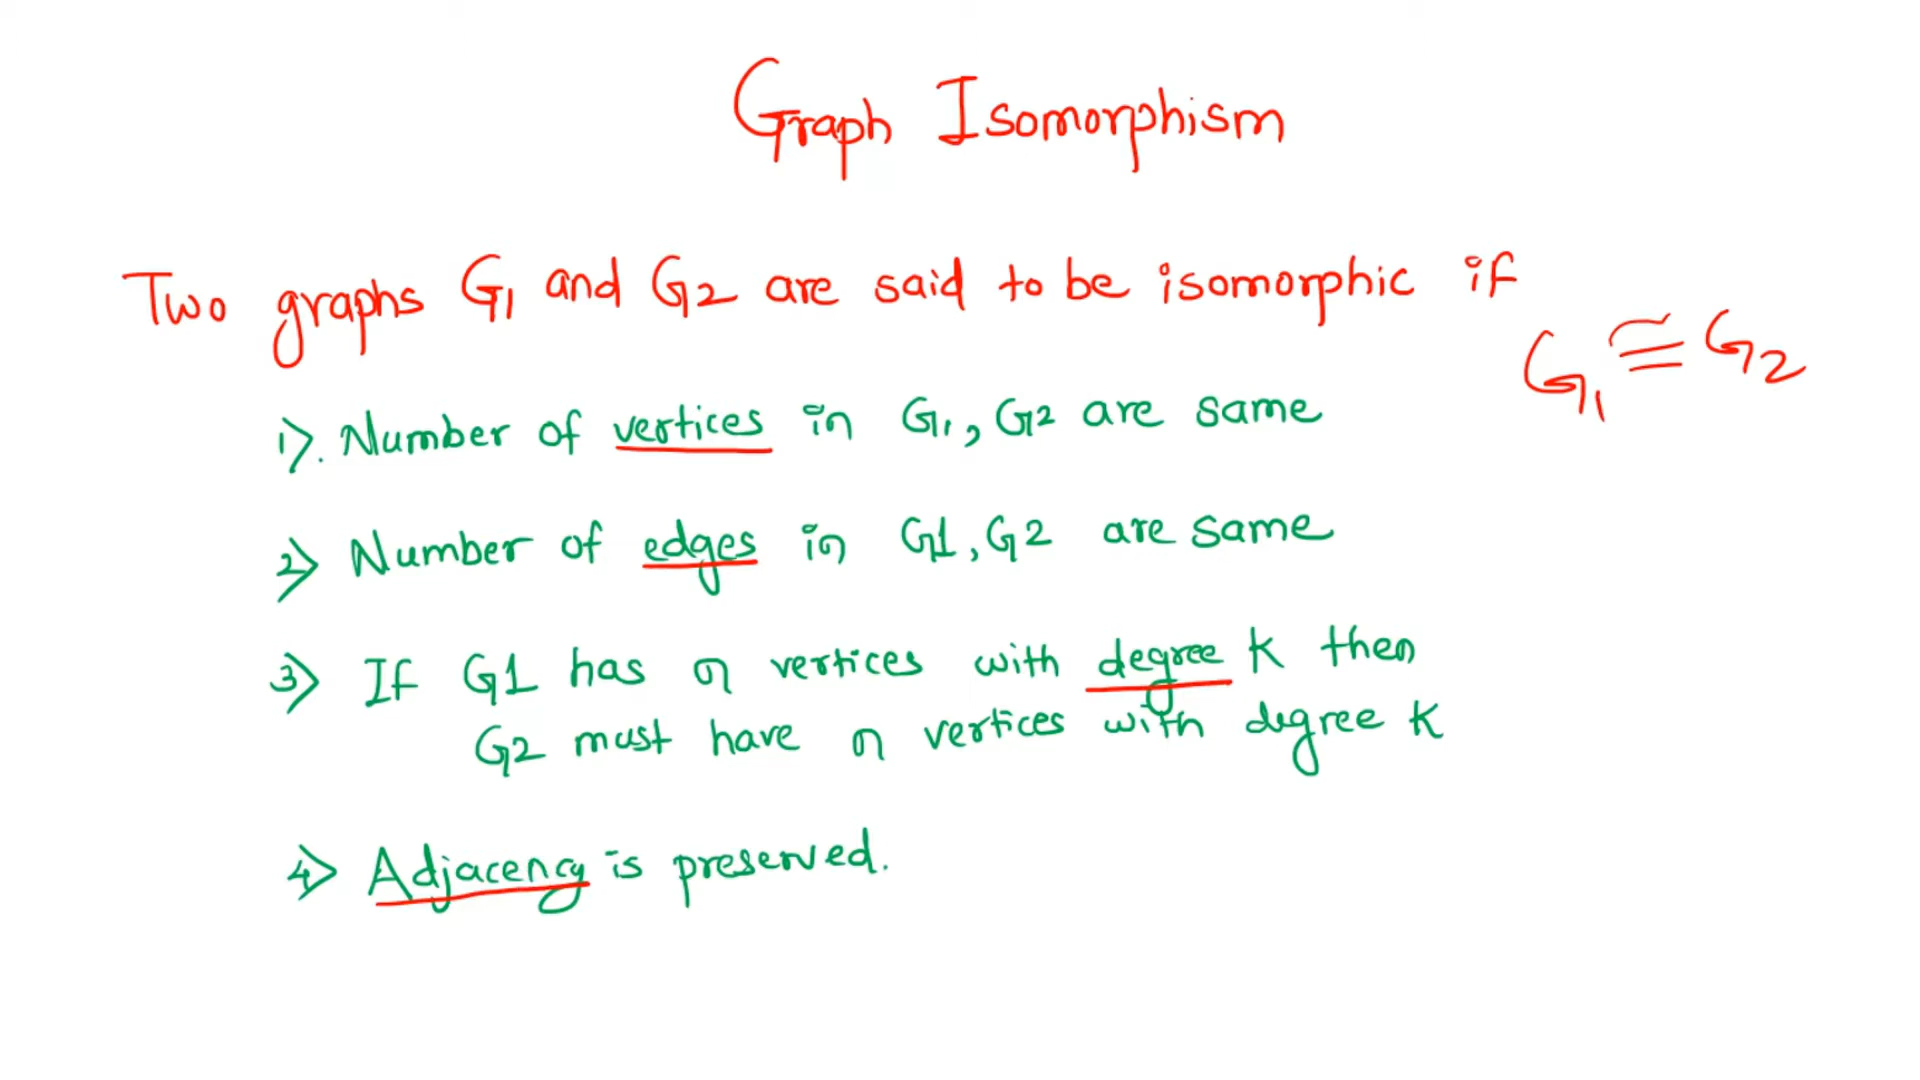 Graph Isomorphism
Two graphs G1 and G2 are said to be isomorphic if
G1 ≅ G2
1). Number of vertices in G1, G2 are same
2) Number of edges in G1, G2 are same
3) If G1 has n vertices with degree K then
G2 must have n vertices with degree K
4) Adjacency is preserved.